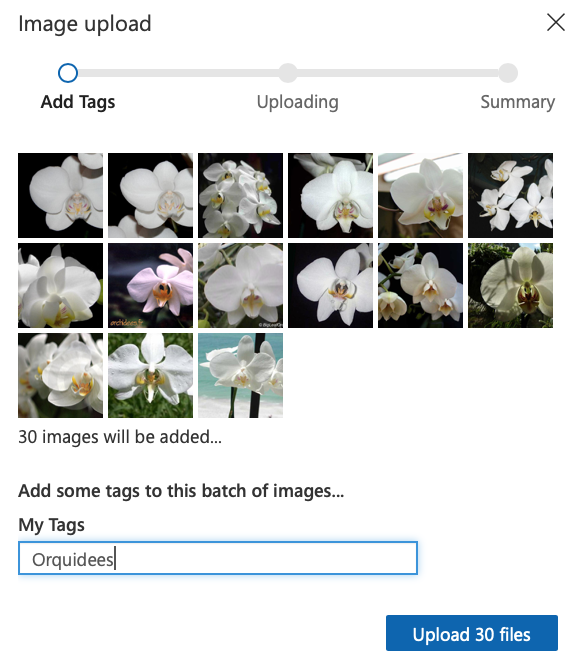 Image upload
Add Tags
Uploading
Summary
30 images will be added...
Add some tags to this batch of images...
My Tags
Orquidees
Upload 30 files